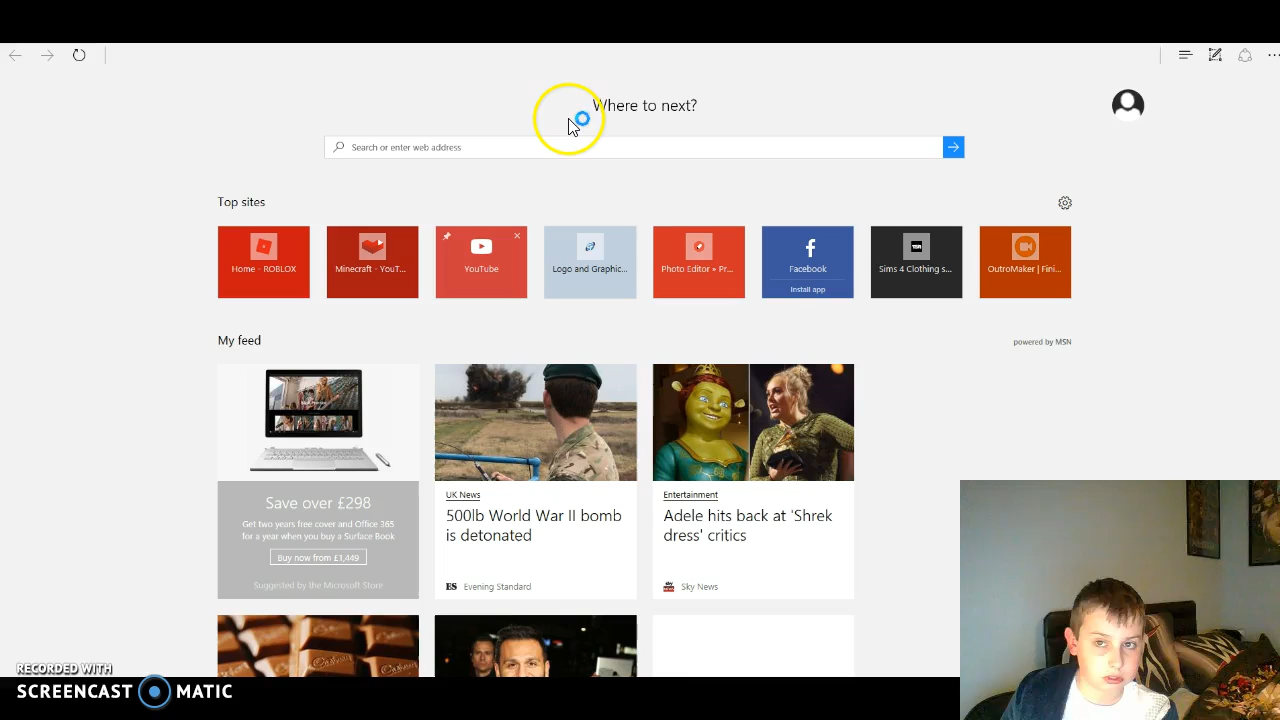 Where to next?
Search or enter web address
Top sites
Home - ROBLOX
Minecraft - YouT...
YouTube
Logo and Graphic...
Photo Editor » Pr...
Facebook
Install app
TSR
Sims 4 Clothing s...
OutroMaker | Fini...
My feed
powered by MSN
Save over £298
Get two years free cover and Office 365
for a year when you buy a Surface Book
Buy now from £1,449
Suggested by the Microsoft Store
UK News
500lb World War II bomb
is detonated
ES Evening Standard
Entertainment
Adele hits back at 'Shrek
dress' critics
sky news Sky News
RECORDED WITH
SCREENCAST MATIC